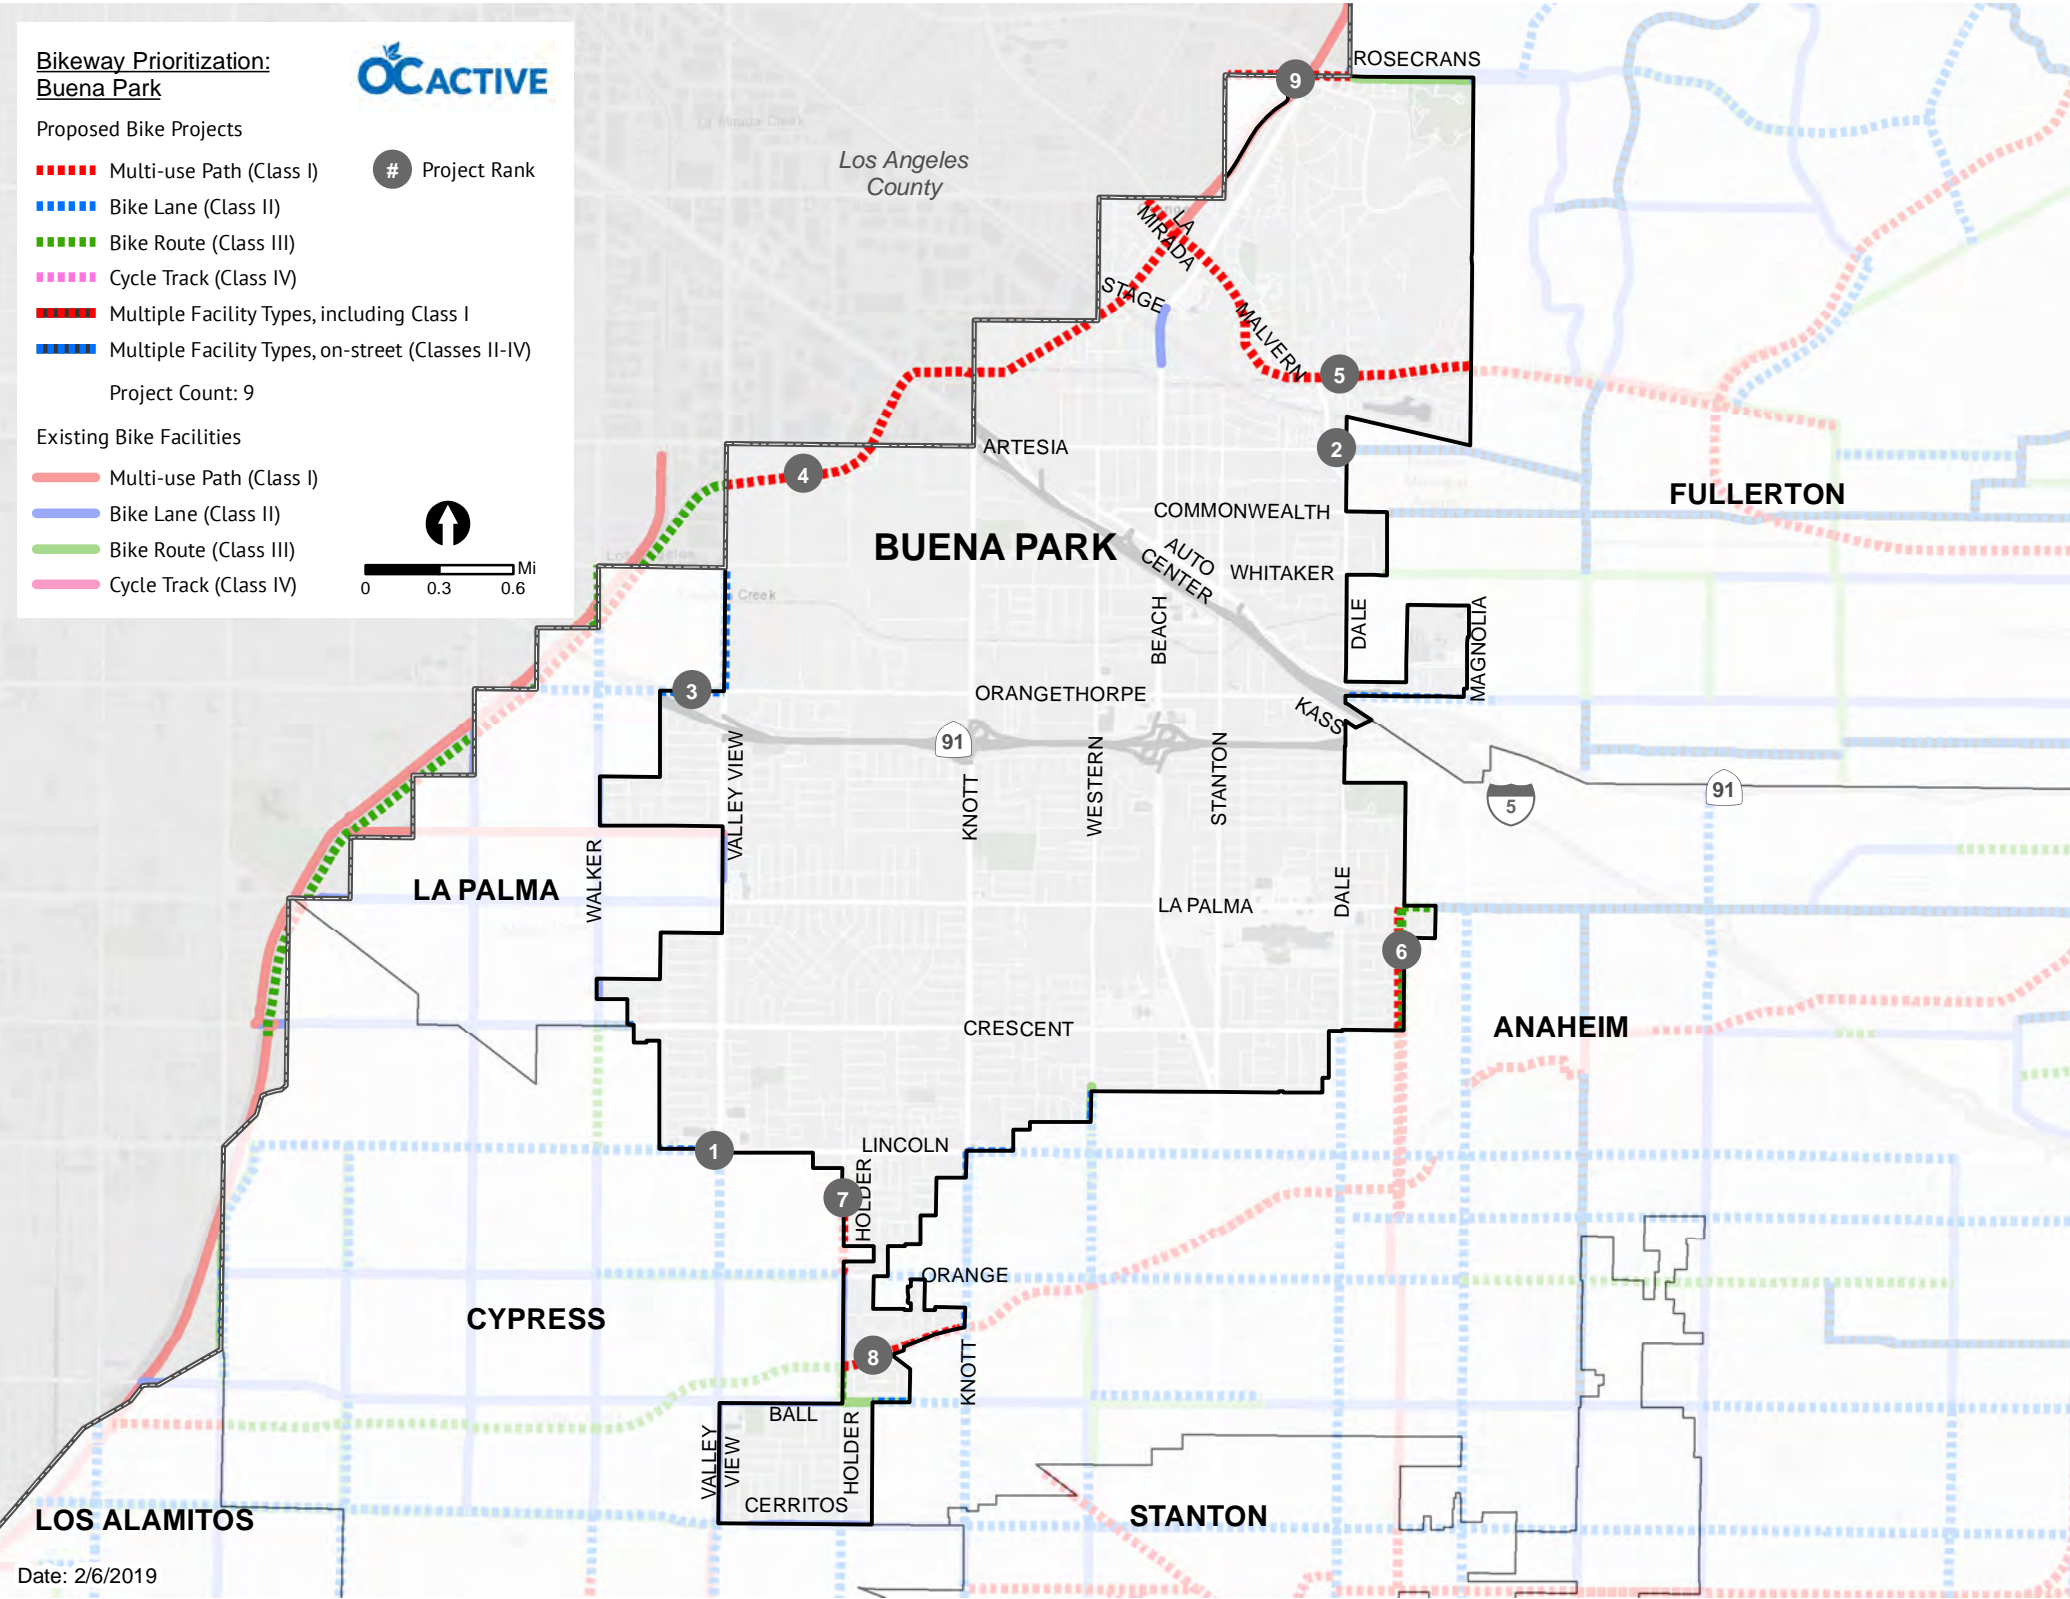 Bikeway Prioritization:
Buena Park
OC ACTIVE
Proposed Bike Projects
Multi-use Path (Class I)
# Project Rank
Bike Lane (Class II)
Bike Route (Class III)
Cycle Track (Class IV)
Multiple Facility Types, including Class I
Multiple Facility Types, on-street (Classes II-IV)
Project Count: 9
Existing Bike Facilities
Multi-use Path (Class I)
Bike Lane (Class II)
Bike Route (Class III)
Cycle Track (Class IV)
Mi
0 0.3 0.6
ROSECRANS
9
La Mirada Creek
Los Angeles
County
LA
MIRADA
STAGE
MALVERN
5
ARTESIA
2
4
FULLERTON
COMMONWEALTH
BUENA PARK
AUTO
CENTER
WHITAKER
Creek
BEACH
DALE
MAGNOLIA
3
ORANGETHORPE
KASS
91
VALLEY VIEW
KNOTT
WESTERN
STANTON
5
91
WALKER
LA PALMA
LA PALMA
DALE
6
CRESCENT
ANAHEIM
1
LINCOLN
7
HOLDER
ORANGE
CYPRESS
8
KNOTT
BALL
VALLEY
VIEW
HOLDER
CERRITOS
LOS ALAMITOS
STANTON
Date: 2/6/2019